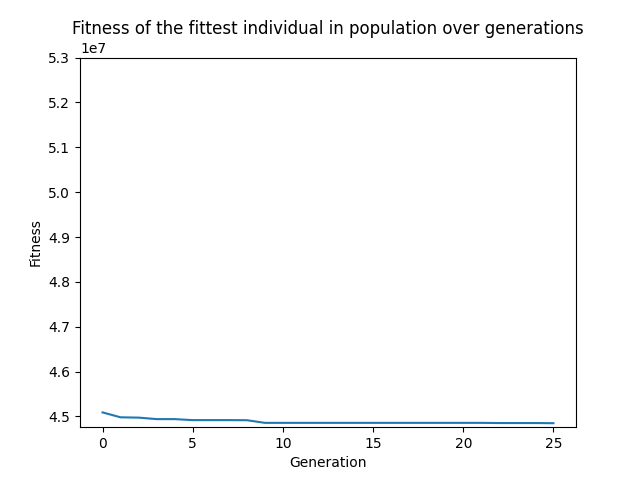 Fitness of the fittest individual in population over generations
1e7
5.3
5.2
5.1
5.0
4.9
4.8
4.7
4.6
4.5
Fitness
0 5 10 15 20 25
Generation